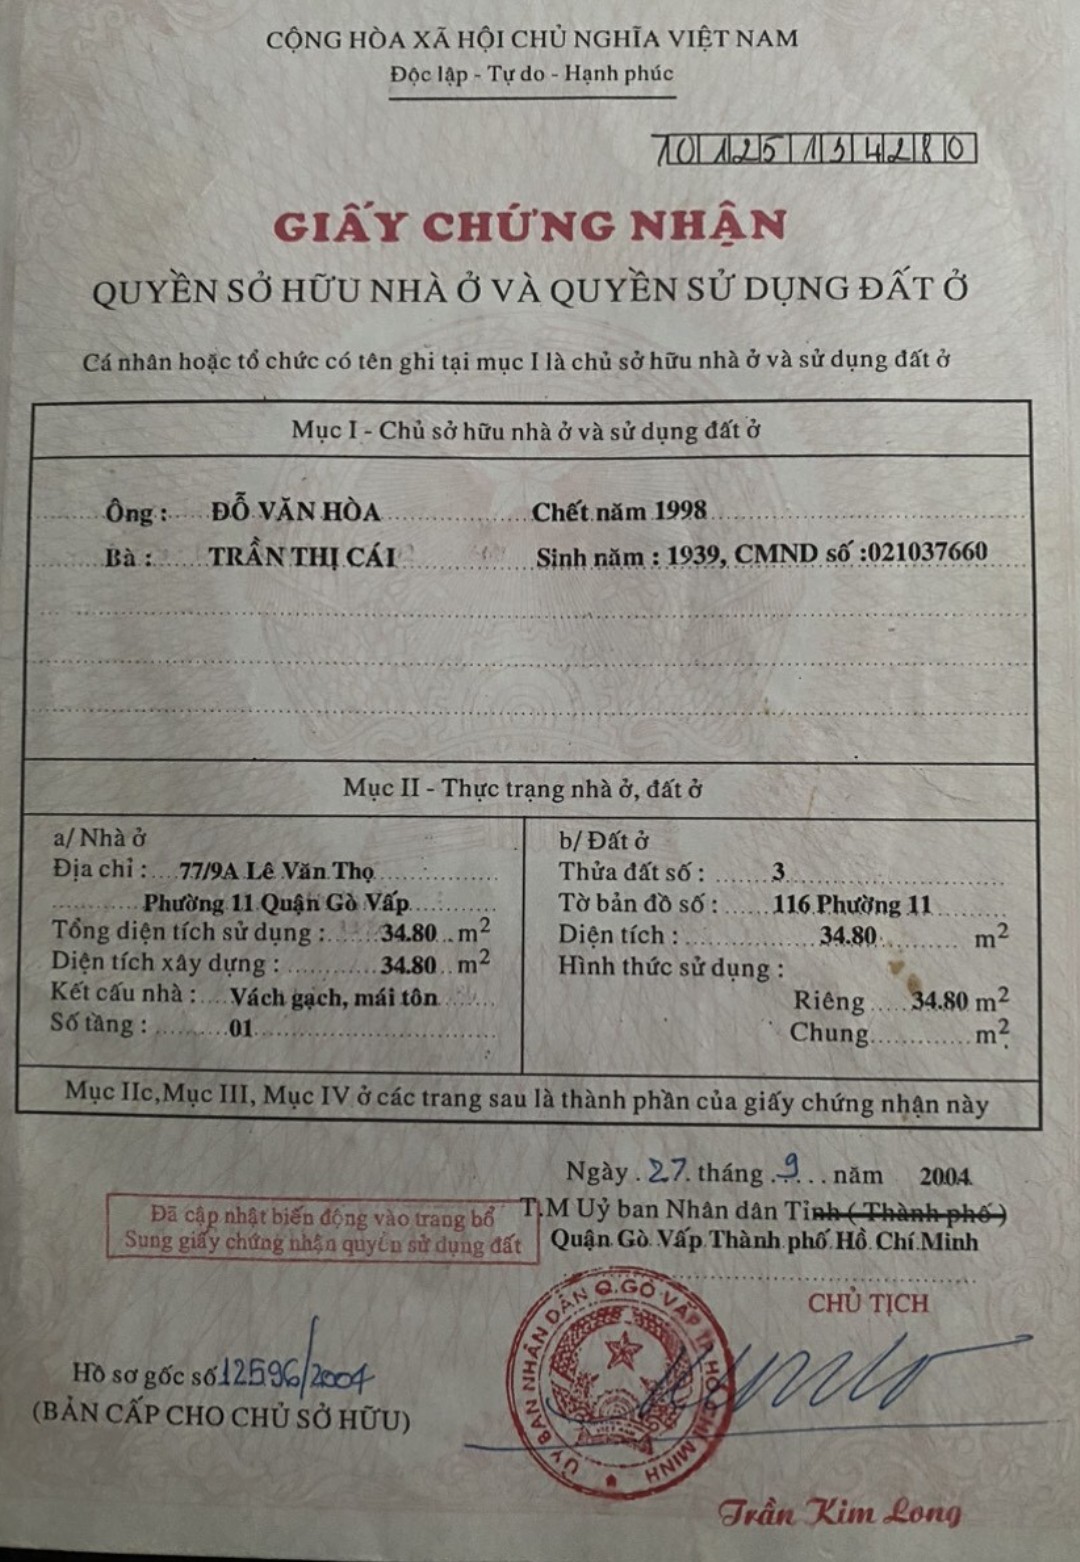 CỘNG HÒA XÃ HỘI CHỦ NGHĨA VIỆT NAM
Độc lập - Tự do - Hạnh phúc
GIẤY CHỨNG NHẬN
QUYỀN SỞ HỮU NHÀ Ở VÀ QUYỀN SỬ DỤNG ĐẤT Ở
Cá nhân hoặc tổ chức có tên ghi tại mục I là chủ sở hữu nhà ở và sử dụng đất ở
Mục I - Chủ sở hữu nhà ở và sử dụng đất ở
Ông : ĐỖ VĂN HÒA Chết năm 1998
Bà : TRẦN THỊ CÁI Sinh năm : 1939, CMND số :021037660
Mục II - Thực trạng nhà ở, đất ở
a/ Nhà ở
Địa chỉ : 77/9A Lê Văn Thọ
Phường 11 Quận Gò Vấp
Tổng diện tích sử dụng : 34.80 m²
Diện tích xây dựng : 34.80 m²
Kết cấu nhà : Vách gạch, mái tôn
Số tầng : 01
b/ Đất ở
Thửa đất số : 3
Tờ bản đồ số : 116 Phường 11
Diện tích : 34.80 m²
Hình thức sử dụng :
Riêng 34.80 m²
Chung m²
Mục IIc,Mục III, Mục IV ở các trang sau là thành phần của giấy chứng nhận này
Ngày 27 tháng 9 năm 2004
T.M Uỷ ban Nhân dân Tỉnh ( Thành phố )
Quận Gò Vấp Thành phố Hồ Chí Minh
Đã cập nhật biến động vào trang bổ
Sung giấy chứng nhận quyền sử dụng đất
CHỦ TỊCH
ỦY BAN NHÂN DÂN Q.GÒ VẤP T.P HỒ CHÍ MINH
Hồ sơ gốc số 12596/2004
(BẢN CẤP CHO CHỦ SỞ HỮU)
Trần Kim Long